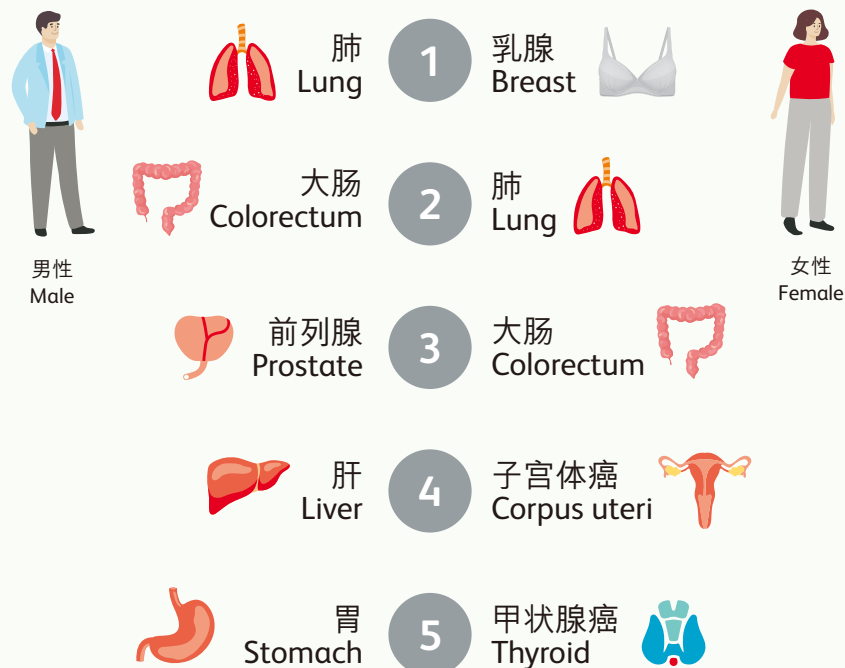 肺
Lung
1
乳腺
Breast
大肠
Colorectum
2
肺
Lung
男性
Male
女性
Female
前列腺
Prostate
3
大肠
Colorectum
肝
Liver
4
子宫体癌
Corpus uteri
胃
Stomach
5
甲状腺癌
Thyroid